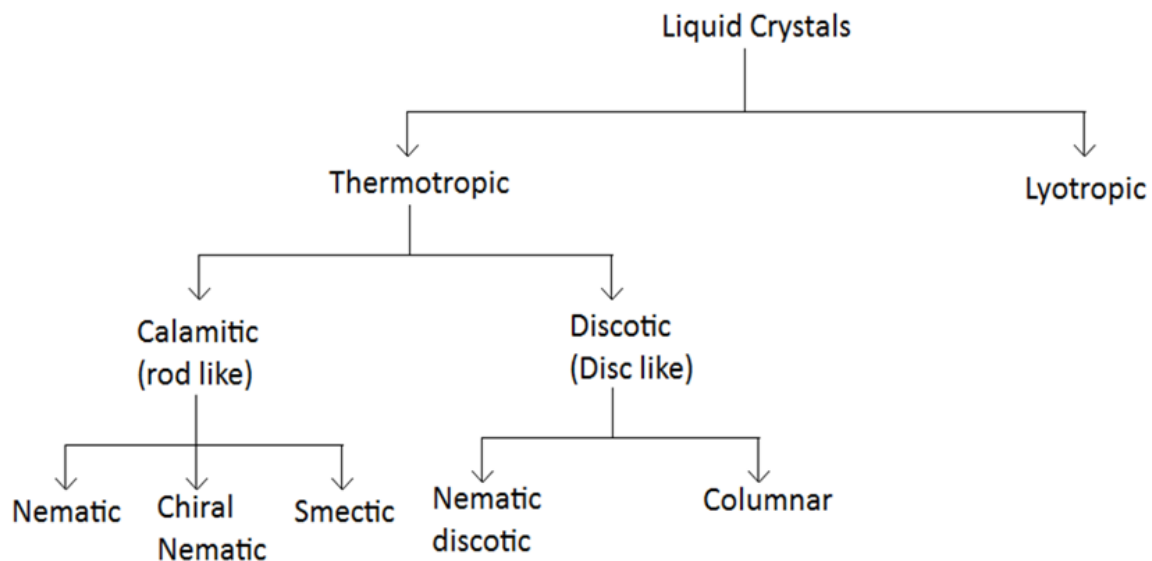 Liquid Crystals
Thermotropic
Lyotropic
Calamitic
(rod like)
Discotic
(Disc like)
Nematic
Chiral
Nematic
Smectic
Nematic
discotic
Columnar